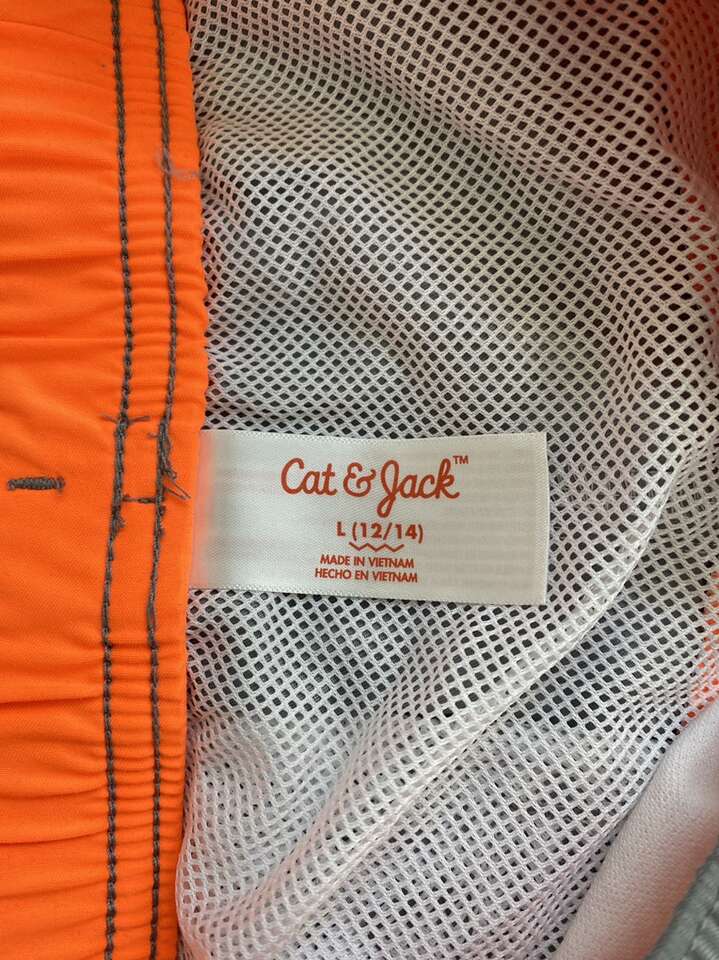 Cat & Jack™
L (12/14)
MADE IN VIETNAM
HECHO EN VIETNAM